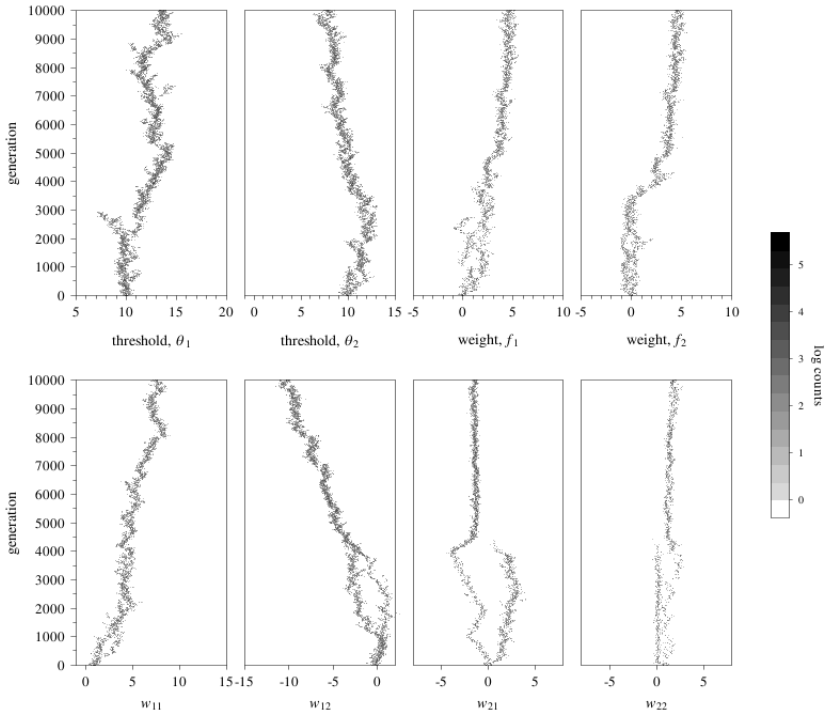 10000
9000
8000
7000
6000
5000
4000
3000
2000
1000
0
generation
5 10 15 20
0 5 10 15
-5 0 5 10
-5 0 5 10
threshold, θ1
threshold, θ2
weight, f1
weight, f2
5
4
3
2
1
0
log counts
10000
9000
8000
7000
6000
5000
4000
3000
2000
1000
0
generation
0 5 10 15
-15 -10 -5 0
-5 0 5
-5 0 5
w11
w12
w21
w22